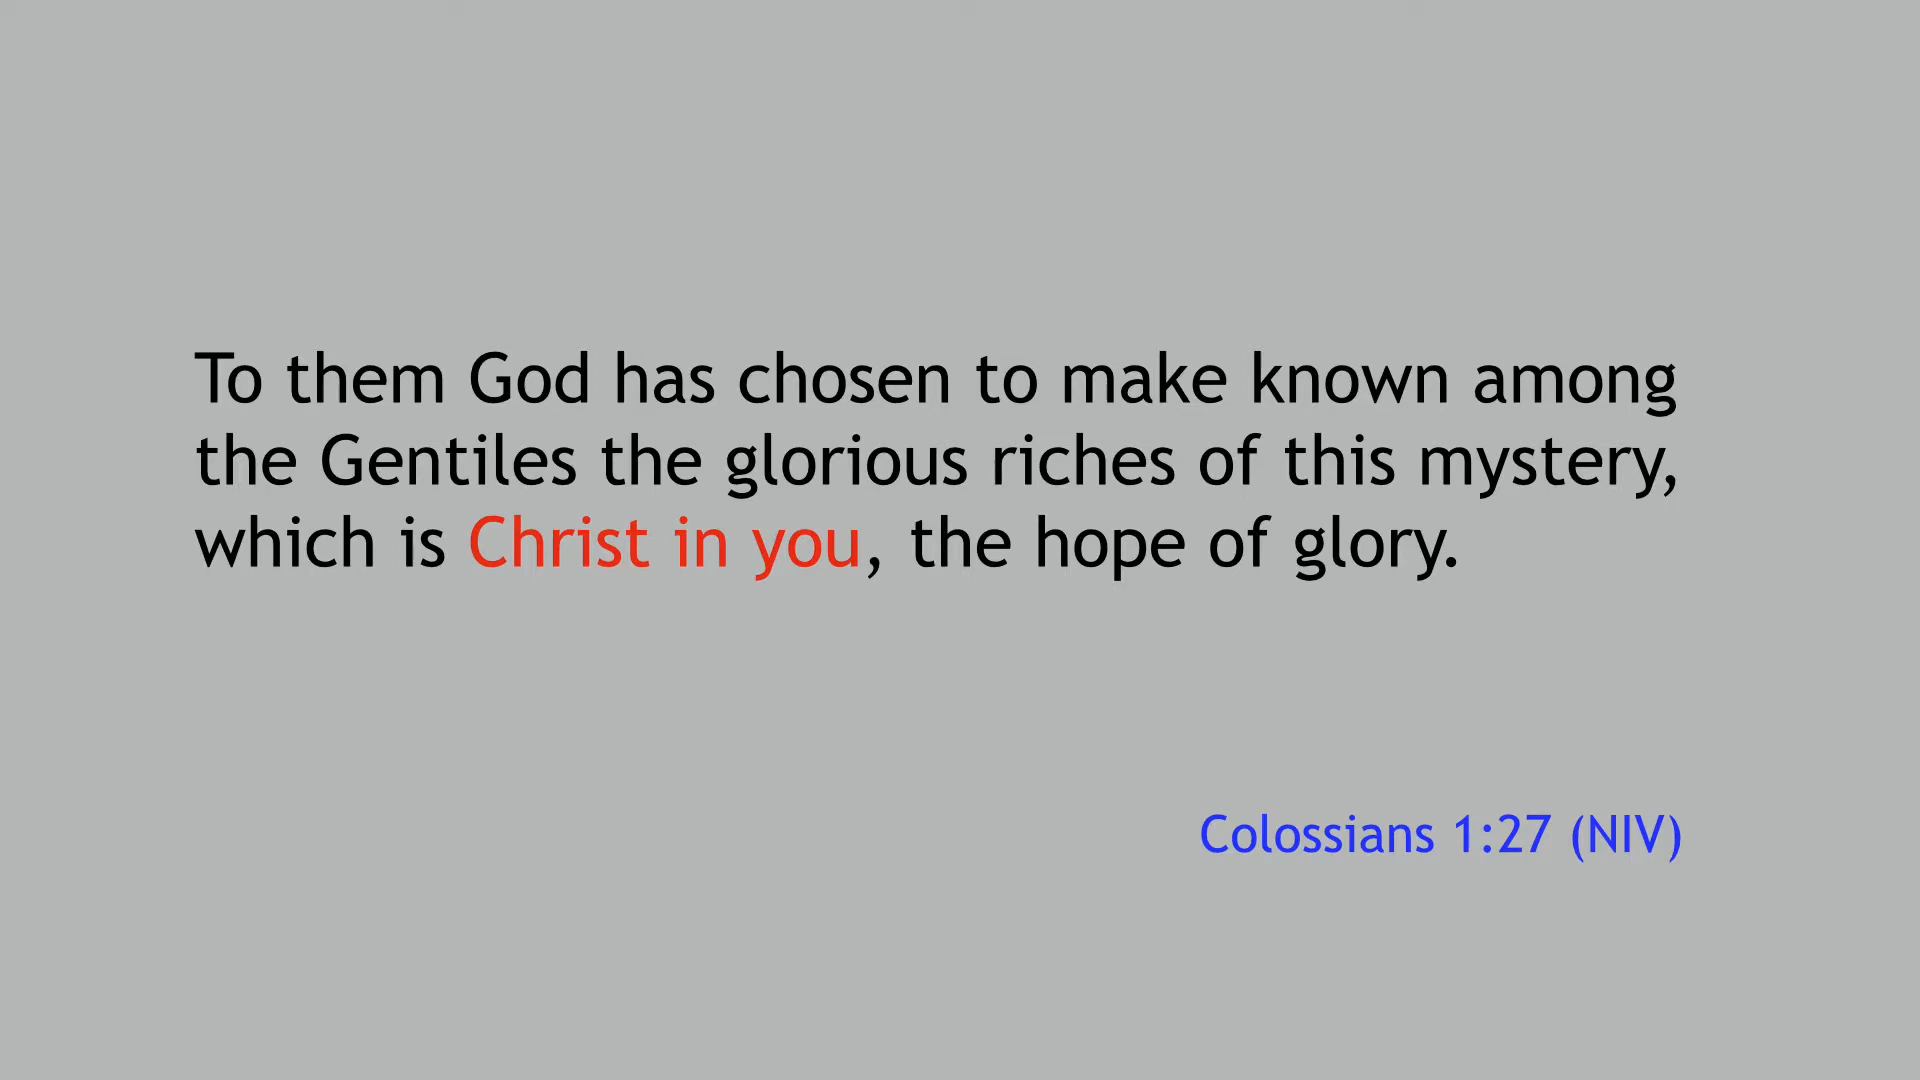 To them God has chosen to make known among
the Gentiles the glorious riches of this mystery,
which is Christ in you, the hope of glory.
Colossians 1:27 (NIV)